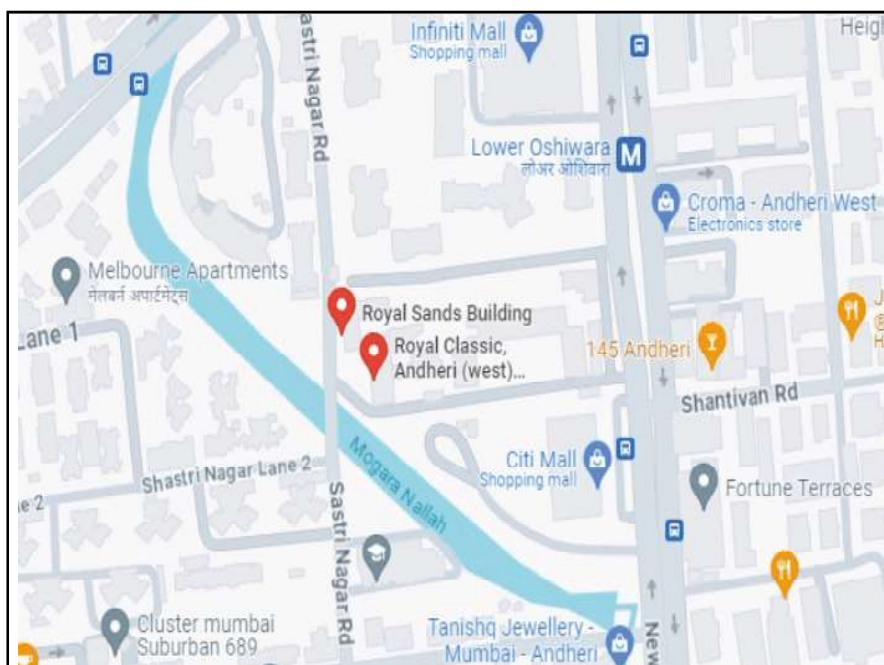 Infiniti Mall
Shopping mall
Heigh
Sastri Nagar Rd
Lower Oshiwara
लोअर ओशिवारा
M
Croma - Andheri West
Electronics store
Melbourne Apartments
मेलबर्न अपार्टमेंट्स
Lane 1
Royal Sands Building
Royal Classic,
Andheri (west)...
145 Andheri
J
H
Shantivan Rd
Mogara Nallah
Citi Mall
Shopping mall
Shastri Nagar Lane 2
ne 2
Sastri Nagar Rd
Fortune Terraces
Cluster mumbai
Suburban 689
Tanishq Jewellery -
Mumbai - Andheri
New